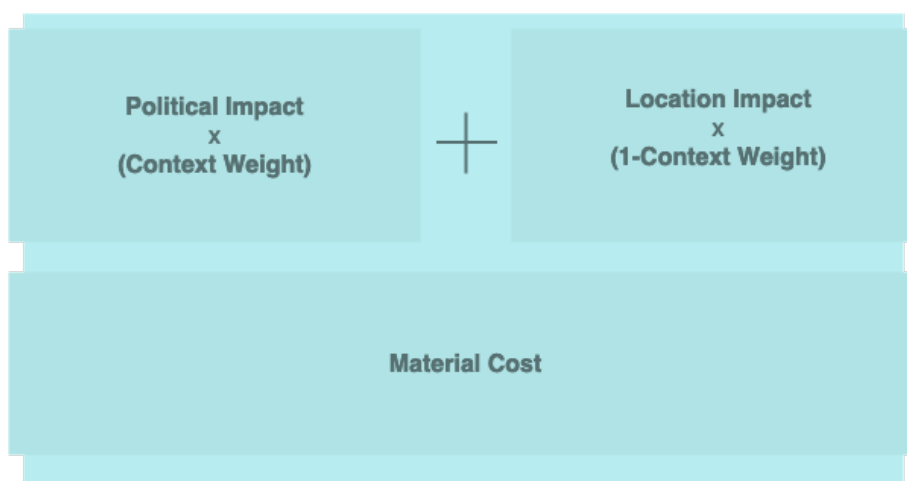 Political Impact
x
(Context Weight)
+
Location Impact
x
(1-Context Weight)
Material Cost